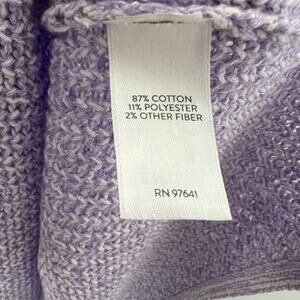 87% COTTON
11% POLYESTER
2% OTHER FIBER
RN 97641